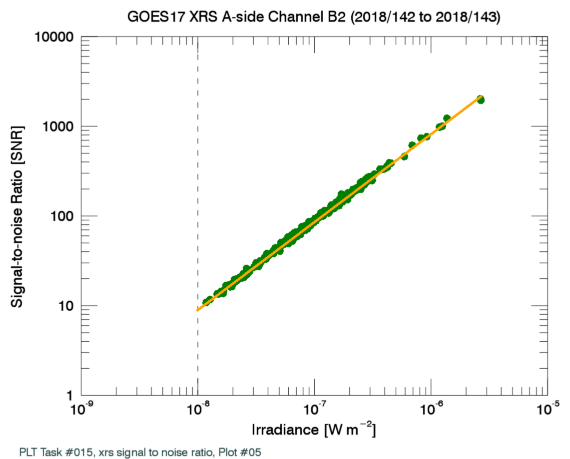 GOES17 XRS A-side Channel B2 (2018/142 to 2018/143)
10000
1000
100
10
1
Signal-to-noise Ratio [SNR]
10⁻⁹ 10⁻⁸ 10⁻⁷ 10⁻⁶ 10⁻⁵
Irradiance [W m⁻²]
PLT Task #015, xrs signal to noise ratio, Plot #05